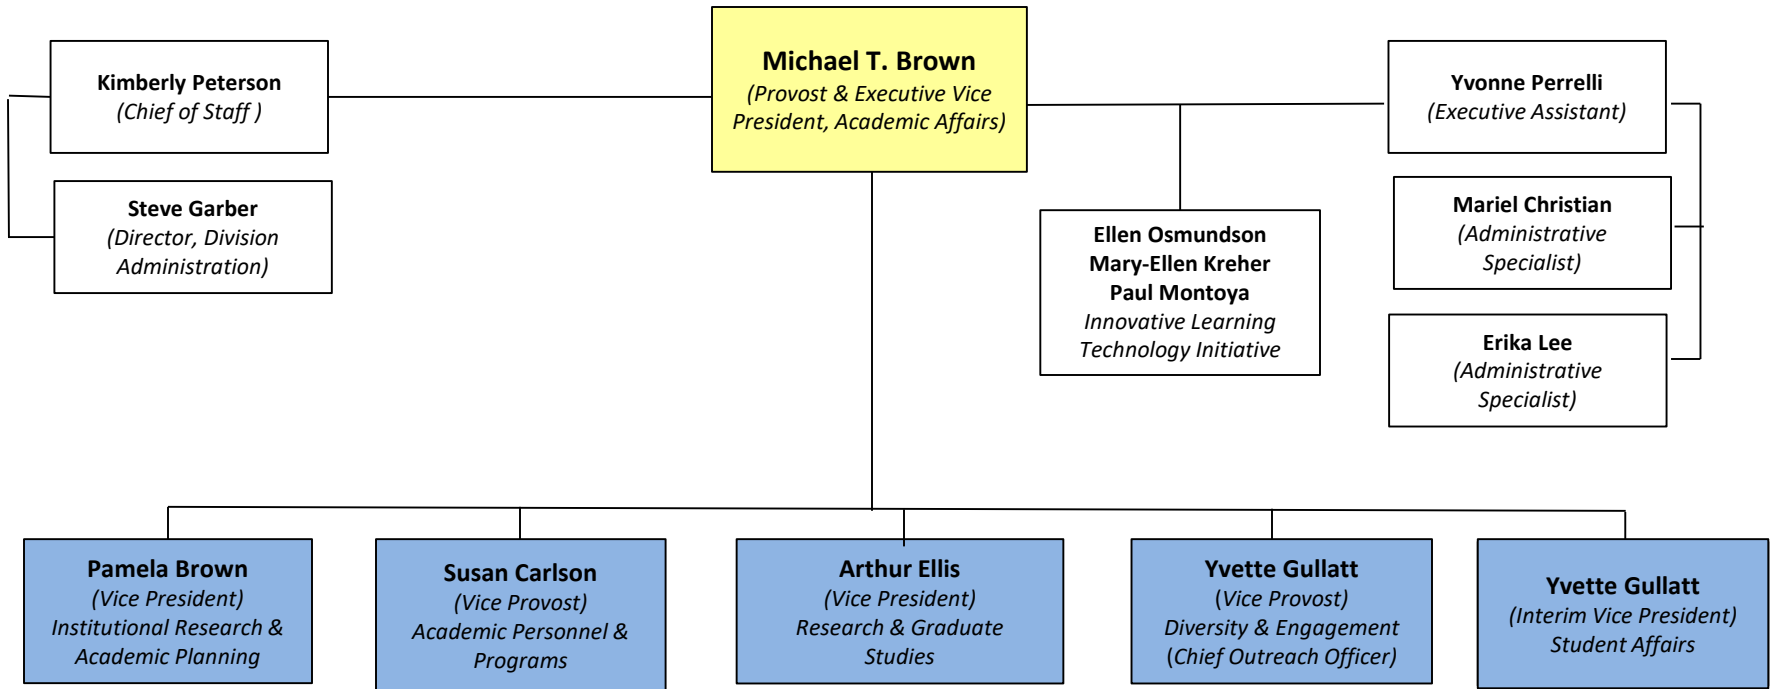 Michael T. Brown
(Provost & Executive Vice
President, Academic Affairs)
Kimberly Peterson
(Chief of Staff )
Steve Garber
(Director, Division
Administration)
Ellen Osmundson
Mary-Ellen Kreher
Paul Montoya
Innovative Learning
Technology Initiative
Yvonne Perrelli
(Executive Assistant)
Mariel Christian
(Administrative
Specialist)
Erika Lee
(Administrative
Specialist)
Pamela Brown
(Vice President)
Institutional Research &
Academic Planning
Susan Carlson
(Vice Provost)
Academic Personnel &
Programs
Arthur Ellis
(Vice President)
Research & Graduate
Studies
Yvette Gullatt
(Vice Provost)
Diversity & Engagement
(Chief Outreach Officer)
Yvette Gullatt
(Interim Vice President)
Student Affairs